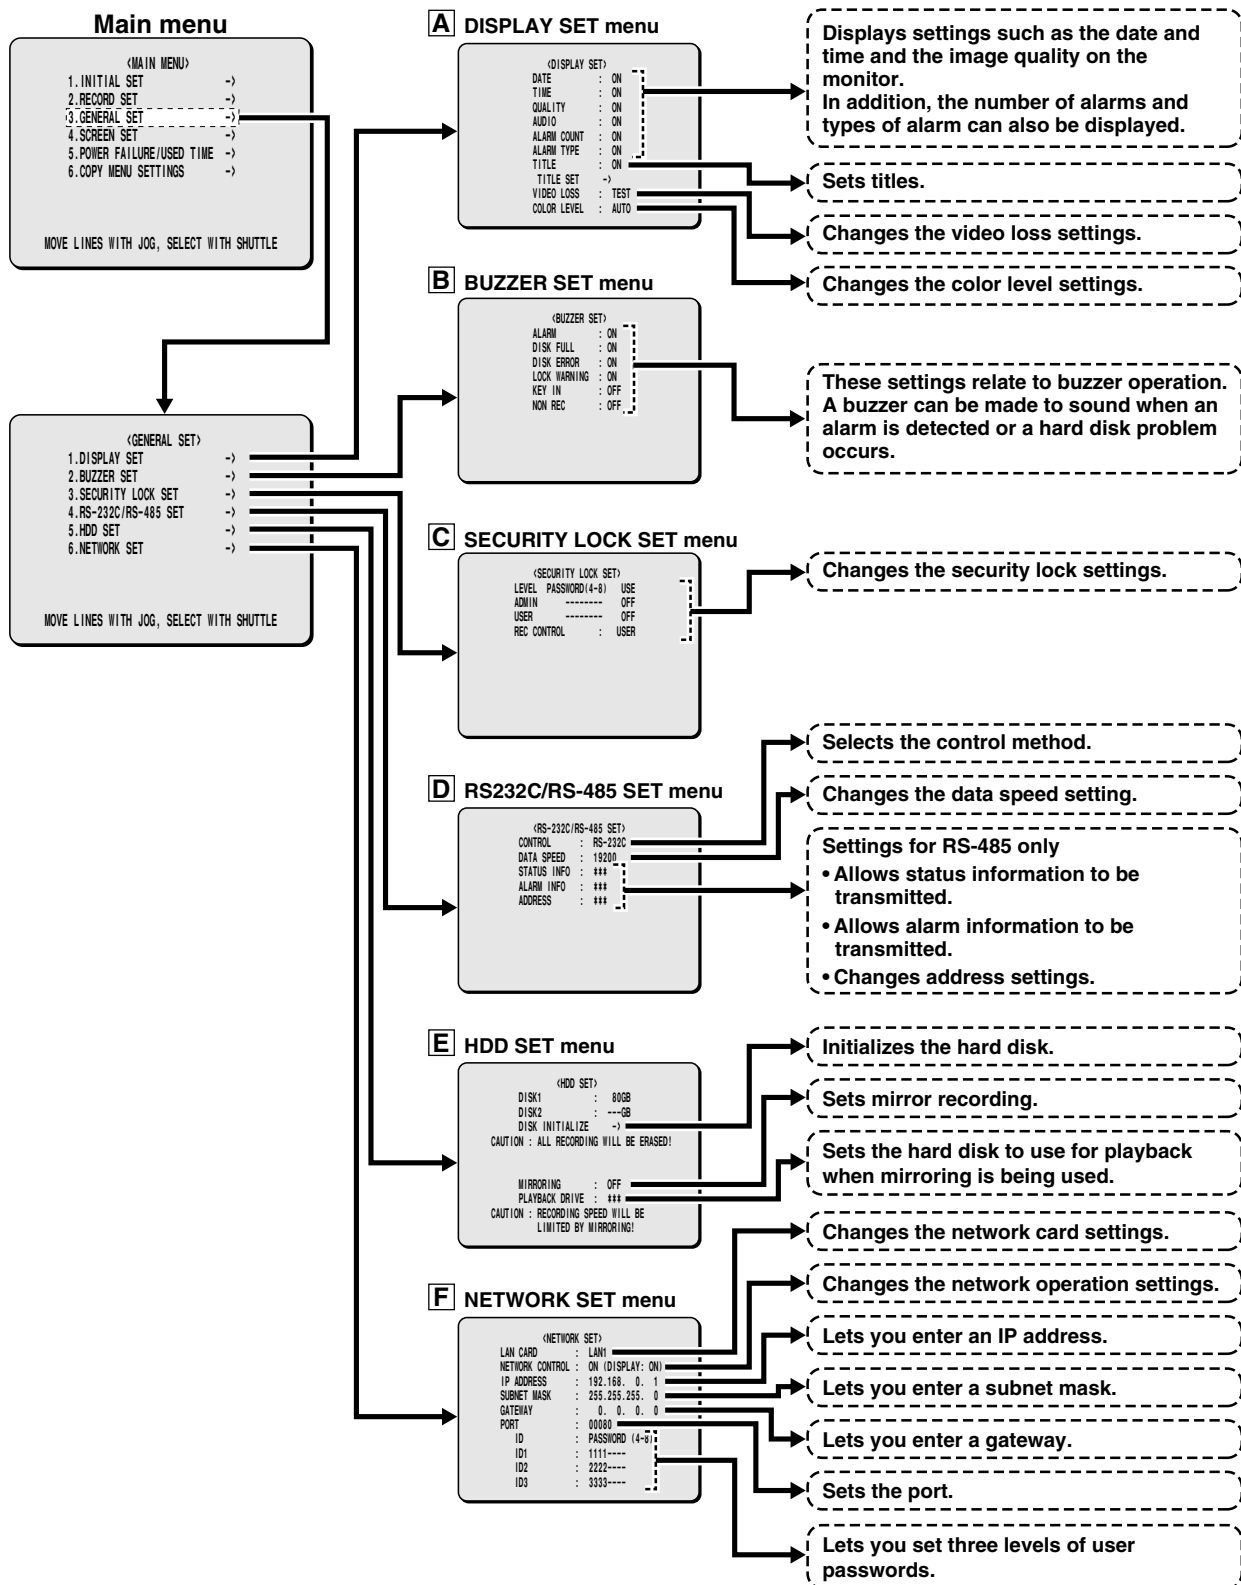 Main menu
<MAIN MENU>
1.INITIAL SET ->
2.RECORD SET ->
3.GENERAL SET ->
4.SCREEN SET ->
5.POWER FAILURE/USED TIME ->
6.COPY MENU SETTINGS ->
MOVE LINES WITH JOG, SELECT WITH SHUTTLE
<GENERAL SET>
1.DISPLAY SET ->
2.BUZZER SET ->
3.SECURITY LOCK SET ->
4.RS-232C/RS-485 SET ->
5.HDD SET ->
6.NETWORK SET ->
MOVE LINES WITH JOG, SELECT WITH SHUTTLE
A DISPLAY SET menu
<DISPLAY SET>
DATE : ON
TIME : ON
QUALITY : ON
AUDIO : ON
ALARM COUNT : ON
ALARM TYPE : ON
TITLE : ON
TITLE SET ->
VIDEO LOSS : TEST
COLOR LEVEL : AUTO
Displays settings such as the date and
time and the image quality on the
monitor.
In addition, the number of alarms and
types of alarm can also be displayed.
Sets titles.
Changes the video loss settings.
Changes the color level settings.
B BUZZER SET menu
<BUZZER SET>
ALARM : ON
DISK FULL : ON
DISK ERROR : ON
LOCK WARNING : ON
KEY IN : OFF
NON REC : OFF
These settings relate to buzzer operation.
A buzzer can be made to sound when an
alarm is detected or a hard disk problem
occurs.
C SECURITY LOCK SET menu
<SECURITY LOCK SET>
LEVEL PASSWORD(4-8) USE
ADMIN -------- OFF
USER -------- OFF
REC CONTROL : USER
Changes the security lock settings.
D RS232C/RS-485 SET menu
<RS-232C/RS-485 SET>
CONTROL : RS-232C
DATA SPEED : 19200
STATUS INFO : ***
ALARM INFO : ***
ADDRESS : ***
Selects the control method.
Changes the data speed setting.
Settings for RS-485 only
• Allows status information to be
transmitted.
• Allows alarm information to be
transmitted.
• Changes address settings.
E HDD SET menu
<HDD SET>
DISK1 : 80GB
DISK2 : ---GB
DISK INITIALIZE ->
CAUTION : ALL RECORDING WILL BE ERASED!
MIRRORING : OFF
PLAYBACK DRIVE : ***
CAUTION : RECORDING SPEED WILL BE
LIMITED BY MIRRORING!
Initializes the hard disk.
Sets mirror recording.
Sets the hard disk to use for playback
when mirroring is being used.
F NETWORK SET menu
<NETWORK SET>
LAN CARD : LAN1
NETWORK CONTROL : ON (DISPLAY: ON)
IP ADDRESS : 192.168. 0. 1
SUBNET MASK : 255.255.255. 0
GATEWAY : 0. 0. 0. 0
PORT : 00080
ID : PASSWORD (4-8)
ID1 : 1111----
ID2 : 2222----
ID3 : 3333----
Changes the network card settings.
Changes the network operation settings.
Lets you enter an IP address.
Lets you enter a subnet mask.
Lets you enter a gateway.
Sets the port.
Lets you set three levels of user
passwords.